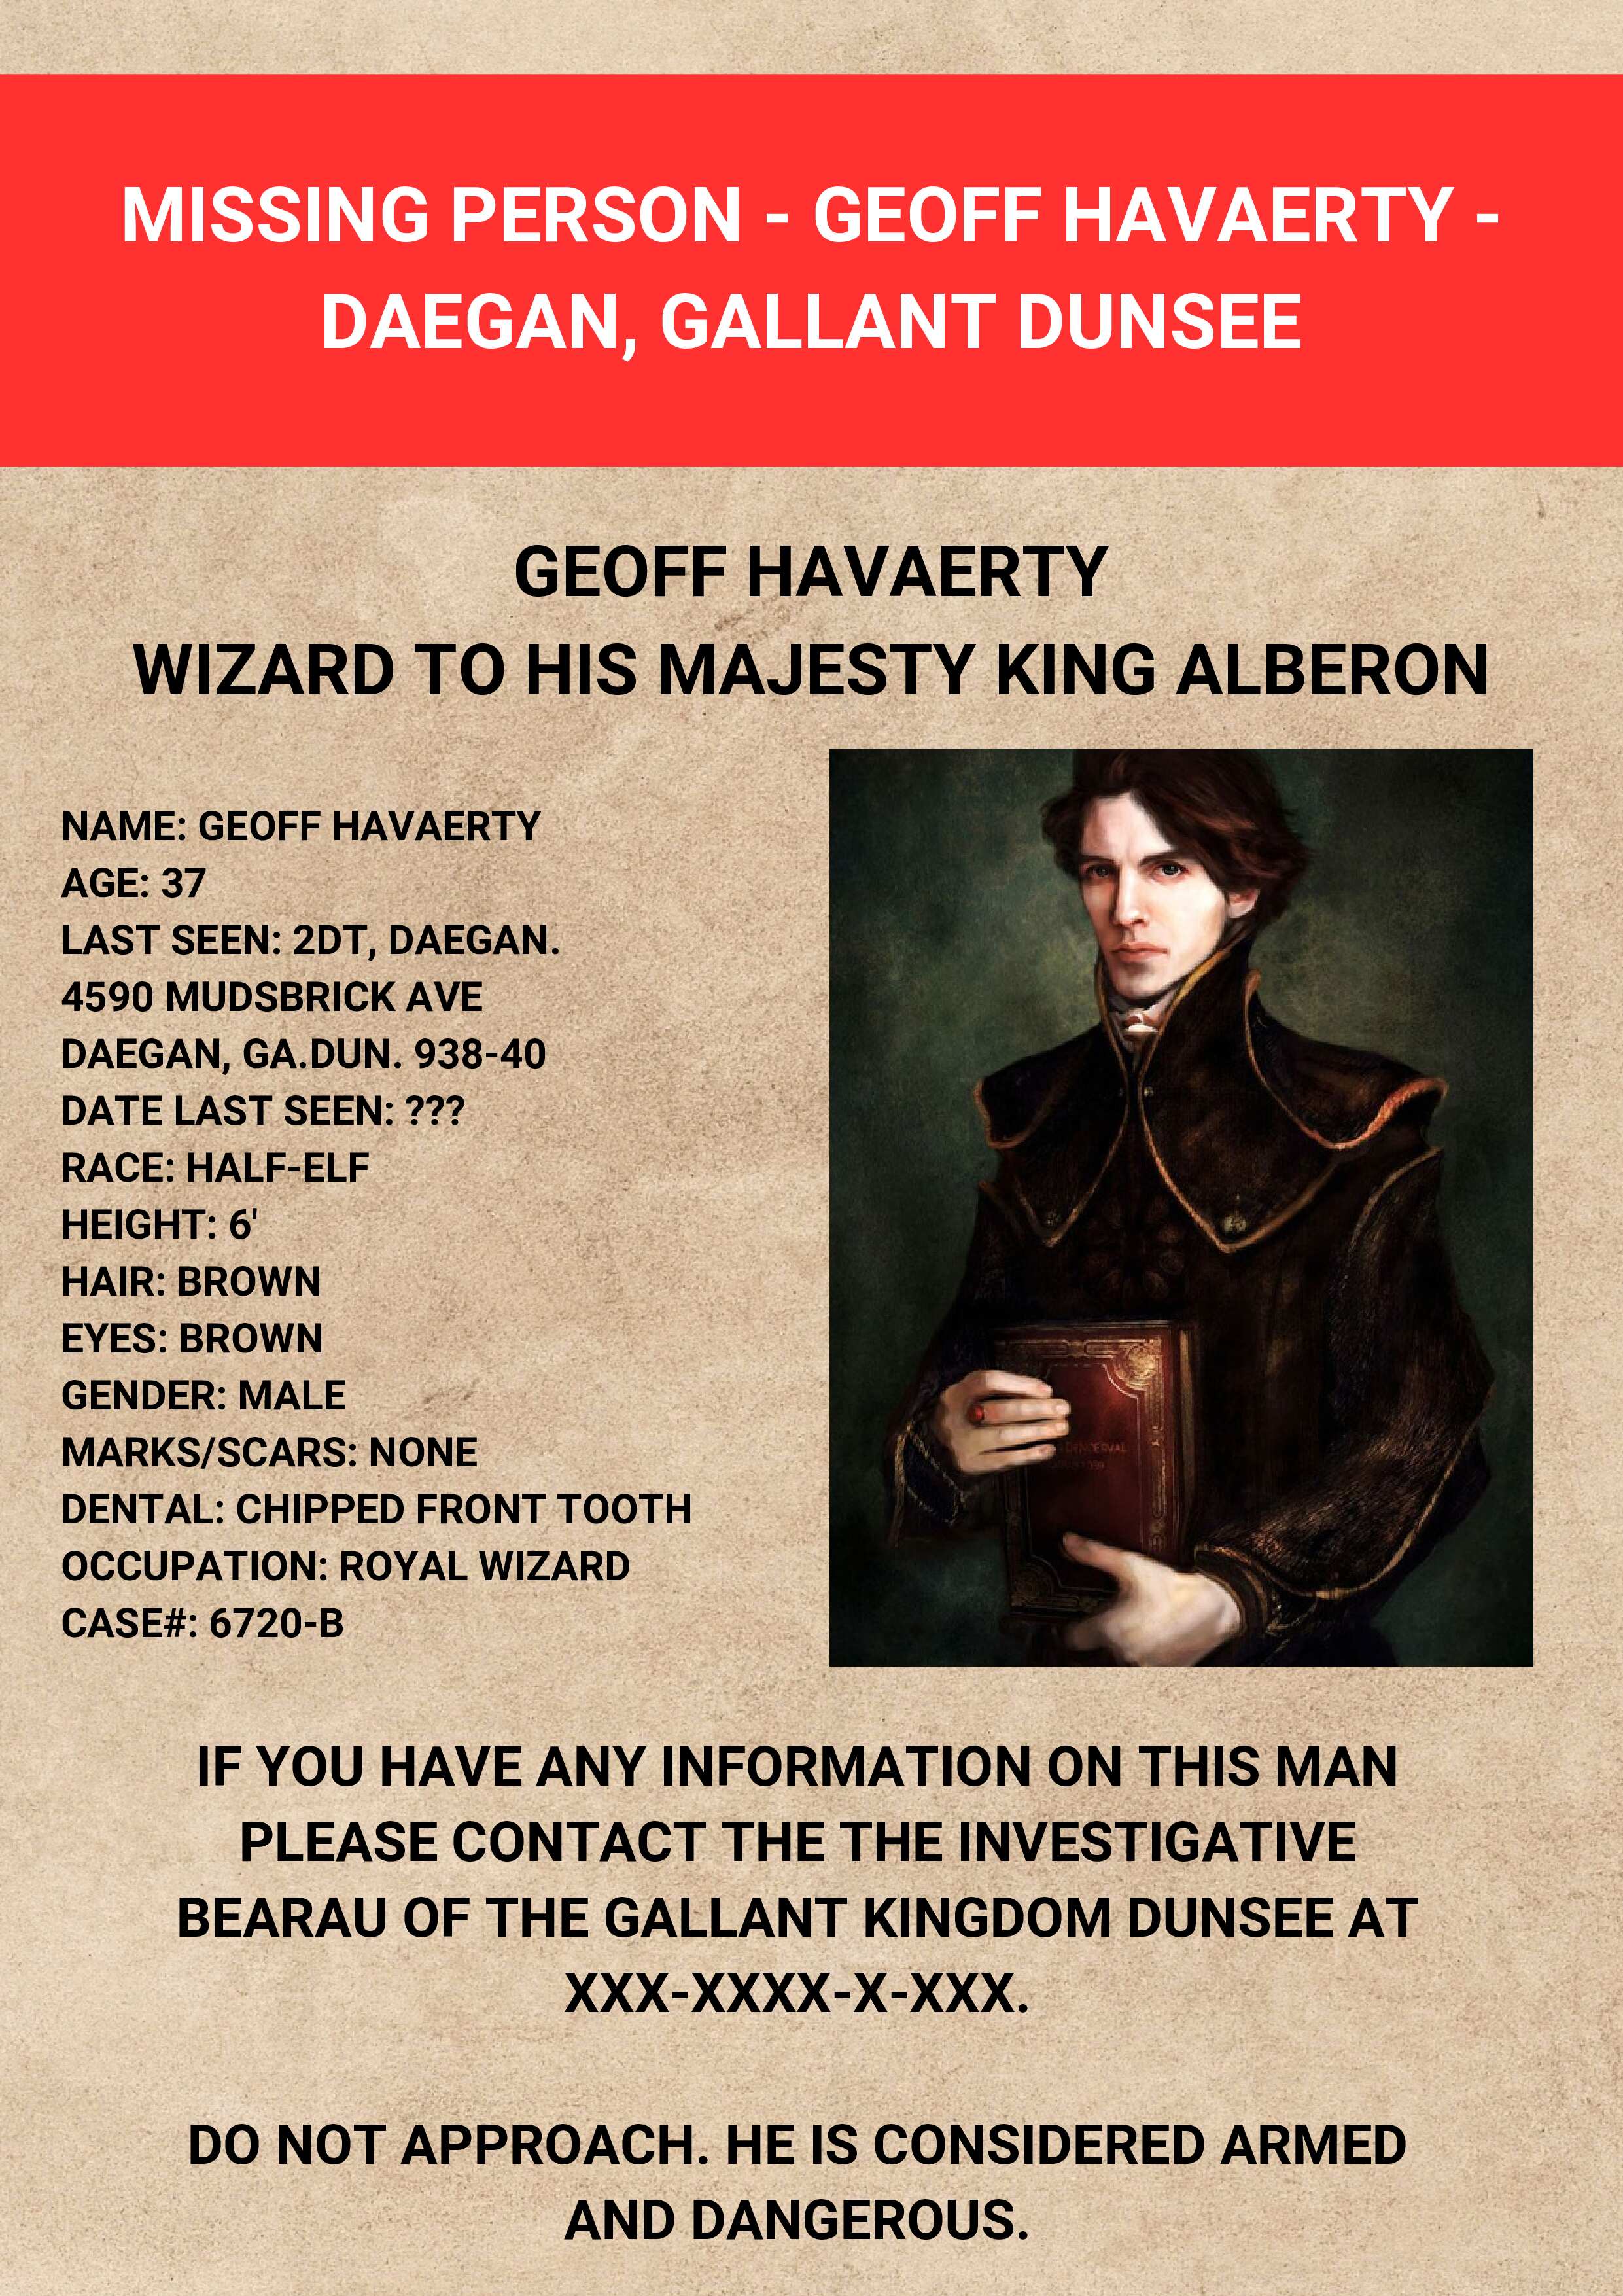 MISSING PERSON - GEOFF HAVAERTY -
DAEGAN, GALLANT DUNSEE
GEOFF HAVAERTY
WIZARD TO HIS MAJESTY KING ALBERON
NAME: GEOFF HAVAERTY
AGE: 37
LAST SEEN: 2DT, DAEGAN.
4590 MUDSBRICK AVE
DAEGAN, GA.DUN. 938-40
DATE LAST SEEN: ???
RACE: HALF-ELF
HEIGHT: 6'
HAIR: BROWN
EYES: BROWN
GENDER: MALE
MARKS/SCARS: NONE
DENTAL: CHIPPED FRONT TOOTH
OCCUPATION: ROYAL WIZARD
CASE#: 6720-B
IF YOU HAVE ANY INFORMATION ON THIS MAN
PLEASE CONTACT THE THE INVESTIGATIVE
BEARAU OF THE GALLANT KINGDOM DUNSEE AT
XXX-XXXX-X-XXX.
DO NOT APPROACH. HE IS CONSIDERED ARMED
AND DANGEROUS.